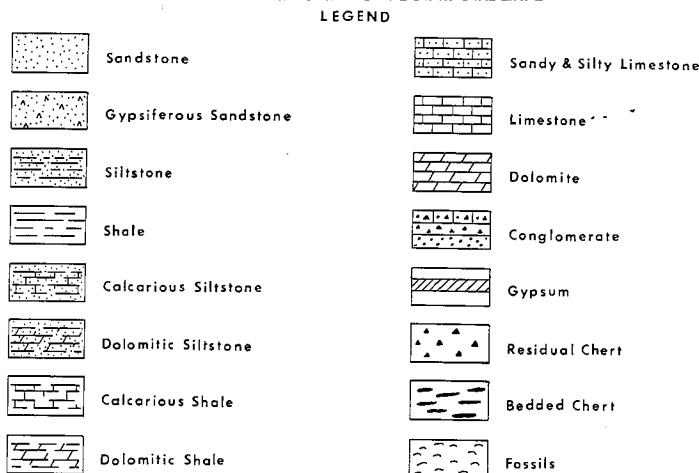 LEGEND
Sandstone
Gypsiferous Sandstone
Siltstone
Shale
Calcarious Siltstone
Dolomitic Siltstone
Calcarious Shale
Dolomitic Shale
Sandy & Silty Limestone
Limestone
Dolomite
Conglomerate
Gypsum
Residual Chert
Bedded Chert
Fossils